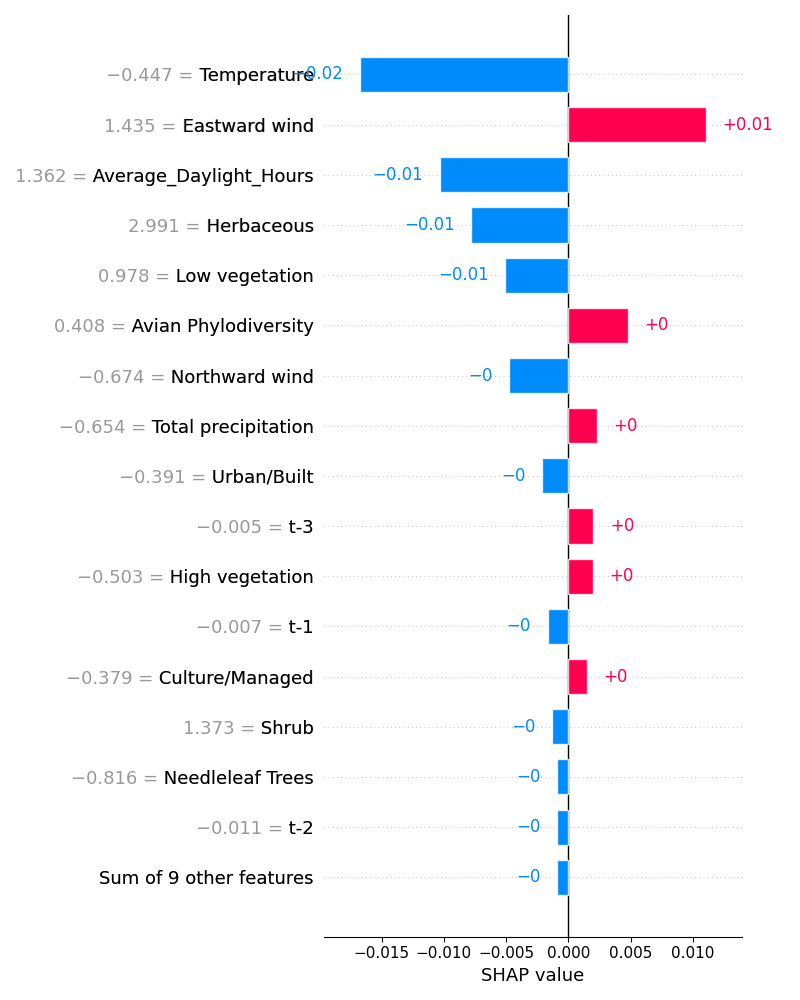 −0.447 = Temperature −0.02
1.435 = Eastward wind +0.01
1.362 = Average_Daylight_Hours −0.01
2.991 = Herbaceous −0.01
0.978 = Low vegetation −0.01
0.408 = Avian Phylodiversity +0
−0.674 = Northward wind −0
−0.654 = Total precipitation +0
−0.391 = Urban/Built −0
−0.005 = t-3 +0
−0.503 = High vegetation +0
−0.007 = t-1 −0
−0.379 = Culture/Managed +0
1.373 = Shrub −0
−0.816 = Needleleaf Trees −0
−0.011 = t-2 −0
Sum of 9 other features −0
−0.015 −0.010 −0.005 0.000 0.005 0.010
SHAP value